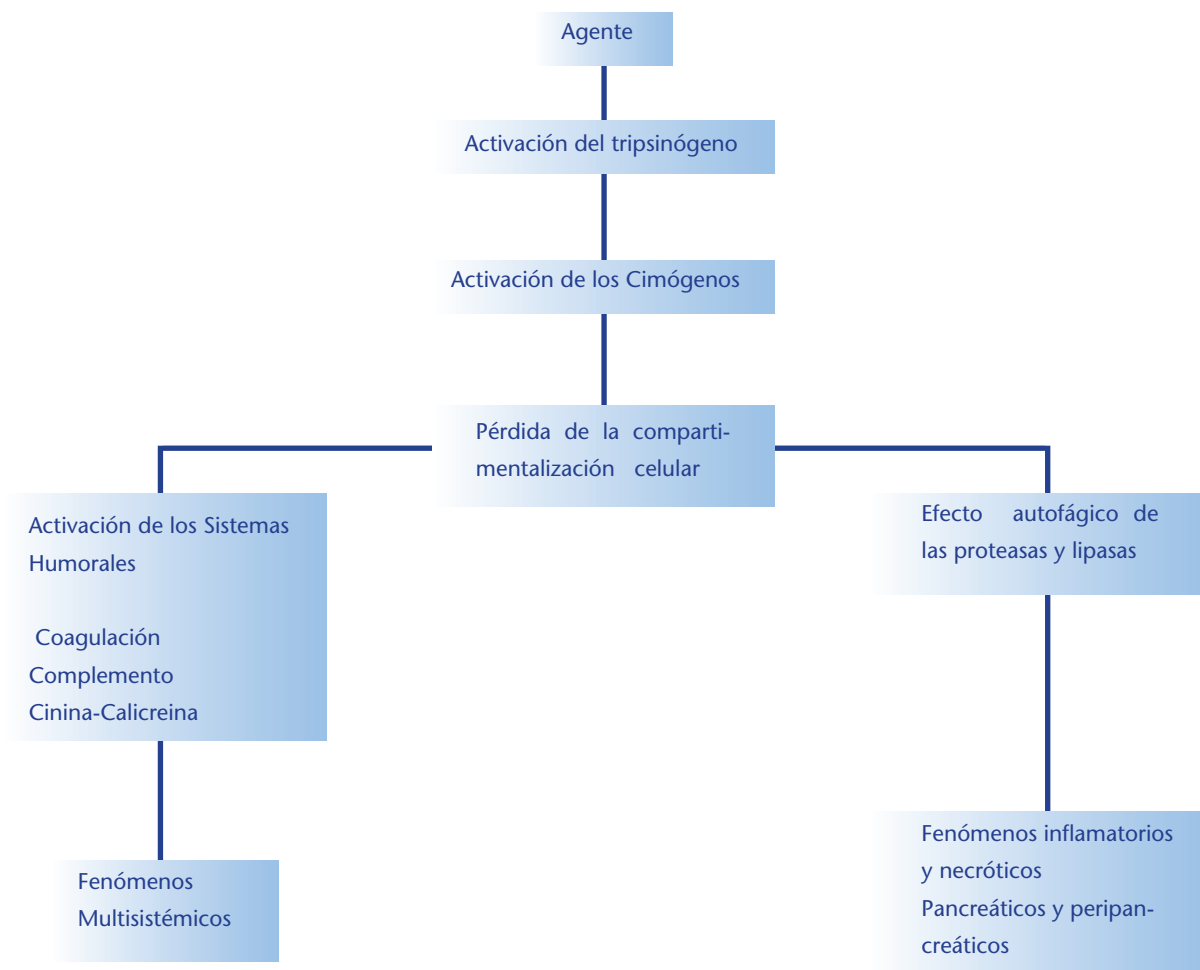 Agente
Activación del tripsinógeno
Activación de los Cimógenos
Pérdida de la comparti-
mentalización celular
Activación de los Sistemas
Humorales
Coagulación
Complemento
Cinina-Calicreina
Fenómenos
Multisistémicos
Efecto autofágico de
las proteasas y lipasas
Fenómenos inflamatorios
y necróticos
Pancreáticos y peripan-
creáticos